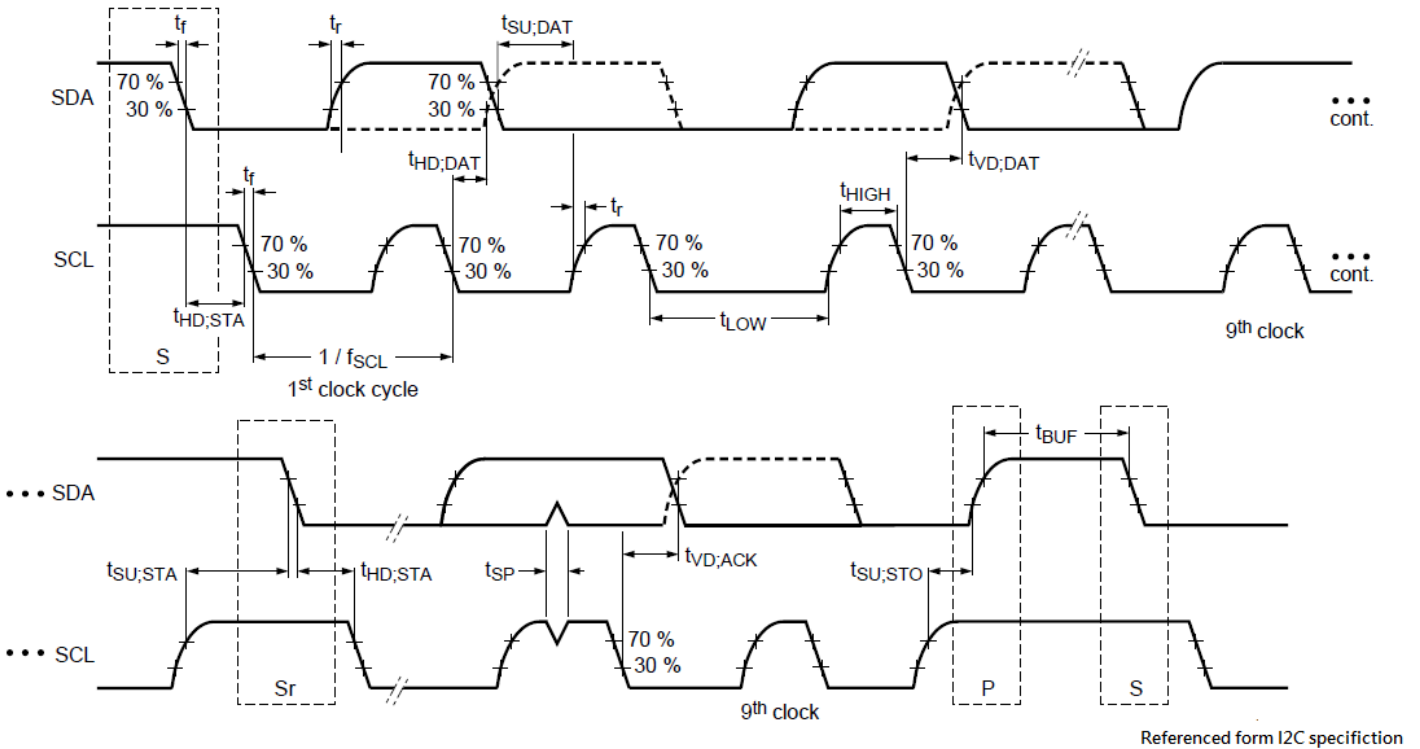 tf
tr
tSU;DAT
70 %
30 %
70 %
30 %
SDA
cont.
tHD;DAT
tVD;DAT
tf
tr
tHIGH
70 %
30 %
70 %
30 %
70 %
30 %
70 %
30 %
SCL
cont.
tHD;STA
tLOW
9th clock
S
1 / fSCL
1st clock cycle
tBUF
••• SDA
tSU;STA
tHD;STA
tSP
tVD;ACK
tSU;STO
••• SCL
70 %
30 %
Sr
P
S
9th clock
Referenced form I2C specifiction